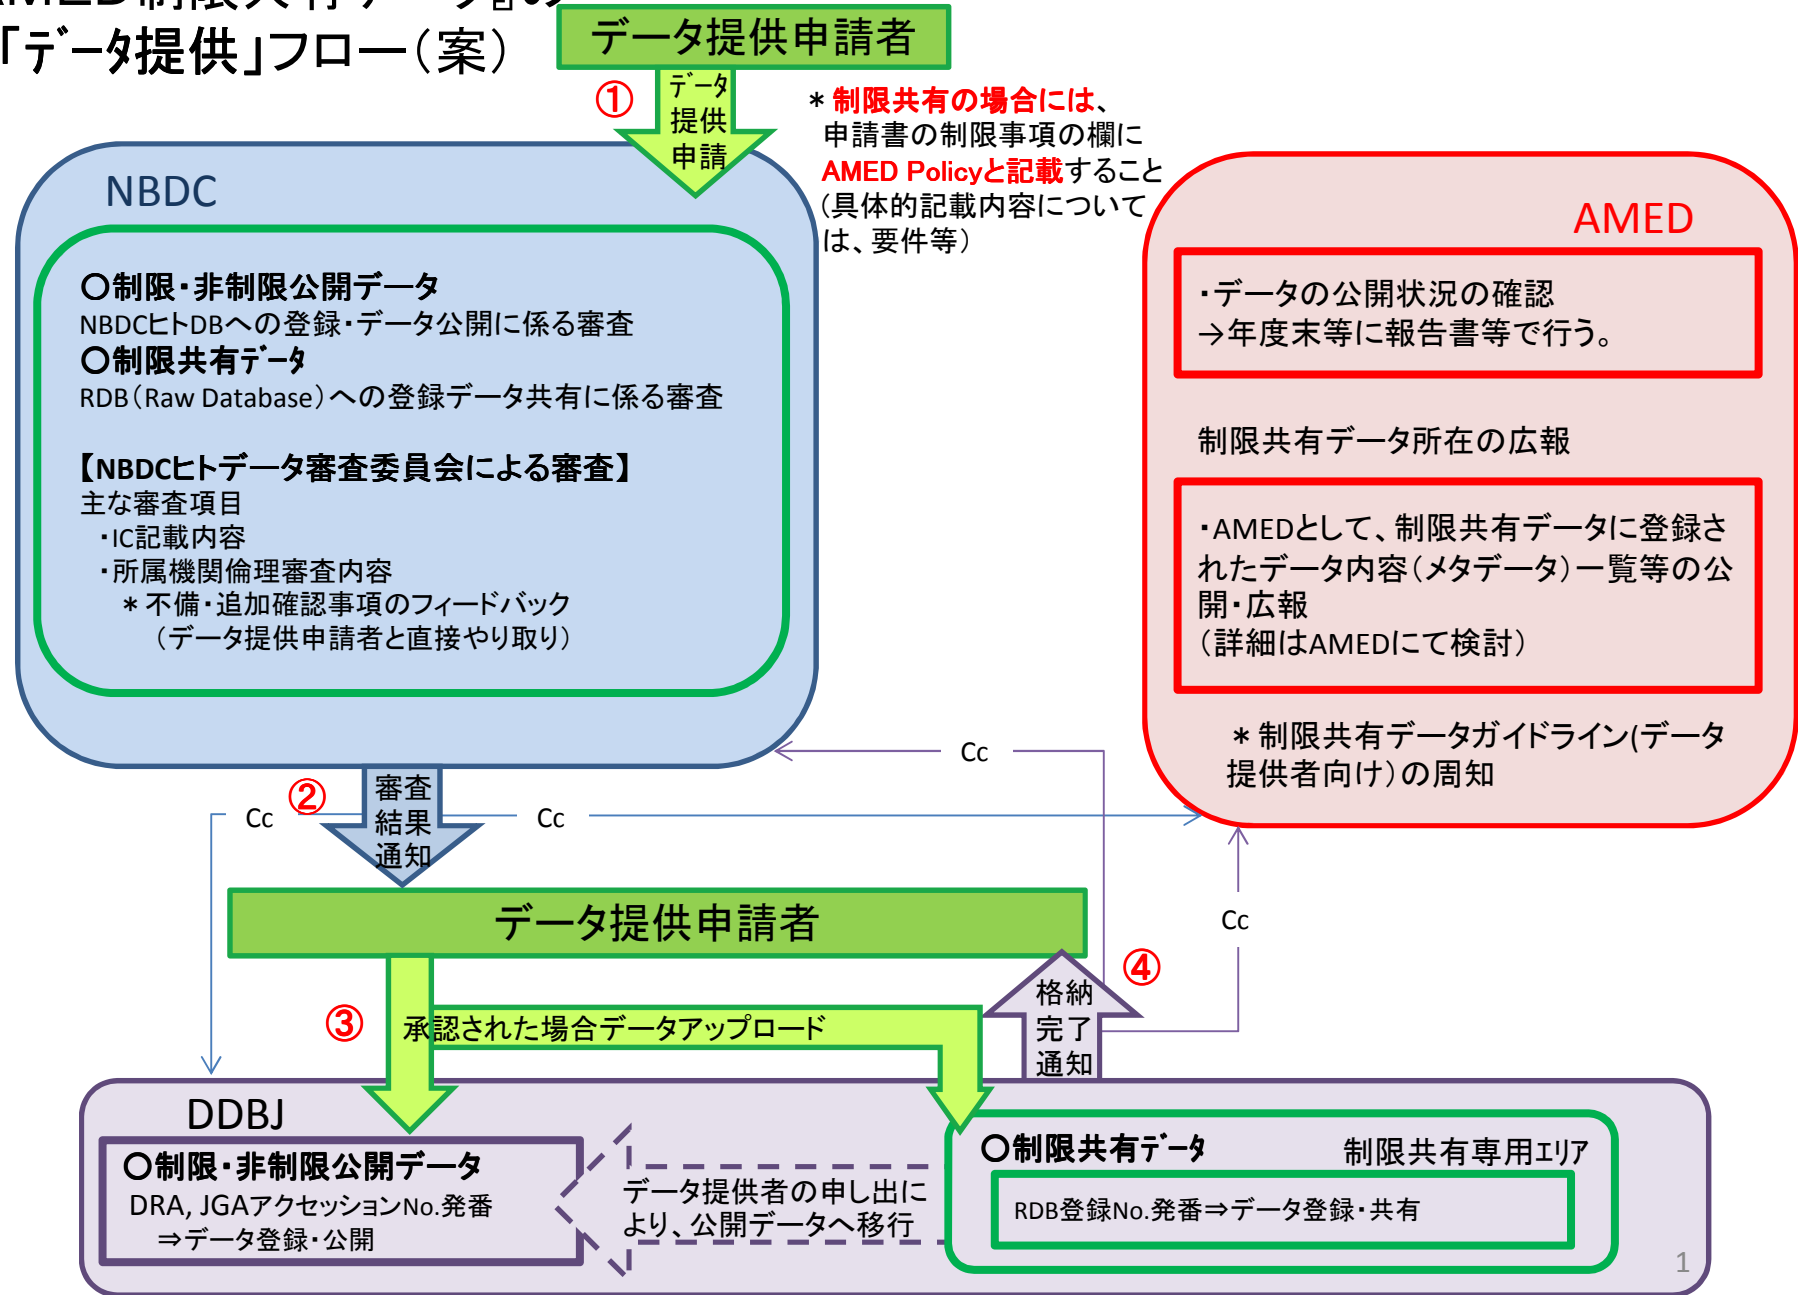 AMED制限共有データ』の
「データ提供」フロー（案）
データ提供申請者
①
データ
提供
申請
＊制限共有の場合には、
申請書の制限事項の欄に
AMED Policyと記載すること
（具体的記載内容について
は、要件等）
NBDC
〇制限・非制限公開データ
NBDCヒトDBへの登録・データ公開に係る審査
〇制限共有データ
RDB（Raw Database）への登録データ共有に係る審査
【NBDCヒトデータ審査委員会による審査】
主な審査項目
・IC記載内容
・所属機関倫理審査内容
＊不備・追加確認事項のフィードバック
（データ提供申請者と直接やり取り）
AMED
・データの公開状況の確認
→年度末等に報告書等で行う。
制限共有データ所在の広報
・AMEDとして、制限共有データに登録さ
れたデータ内容（メタデータ）一覧等の公
開・広報
（詳細はAMEDにて検討）
＊制限共有データガイドライン(データ
提供者向け）の周知
②
審査
結果
通知
Cc
Cc
Cc
Cc
データ提供申請者
③
承認された場合データアップロード
④
格納
完了
通知
DDBJ
〇制限・非制限公開データ
DRA, JGAアクセッションNo.発番
⇒データ登録・公開
データ提供者の申し出に
より、公開データへ移行
〇制限共有データ 制限共有専用エリア
RDB登録No.発番⇒データ登録・共有
1